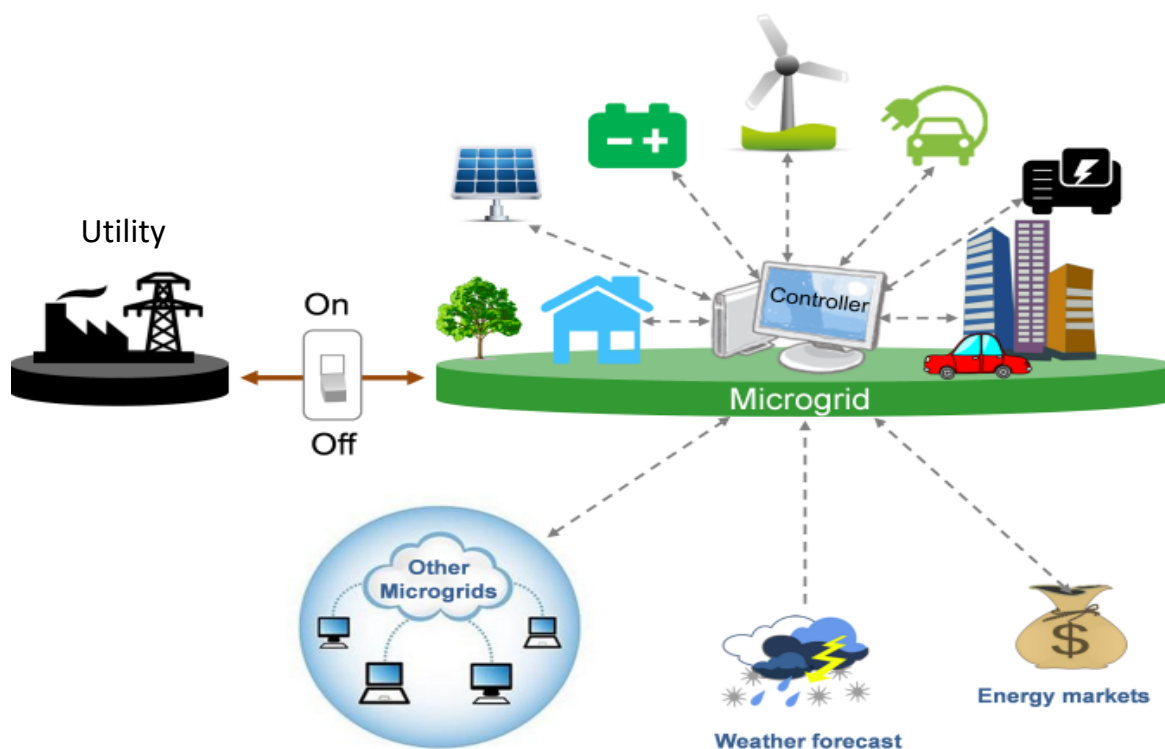 Utility
On
Off
Controller
Microgrid
Other
Microgrids
Weather forecast
$
Energy markets